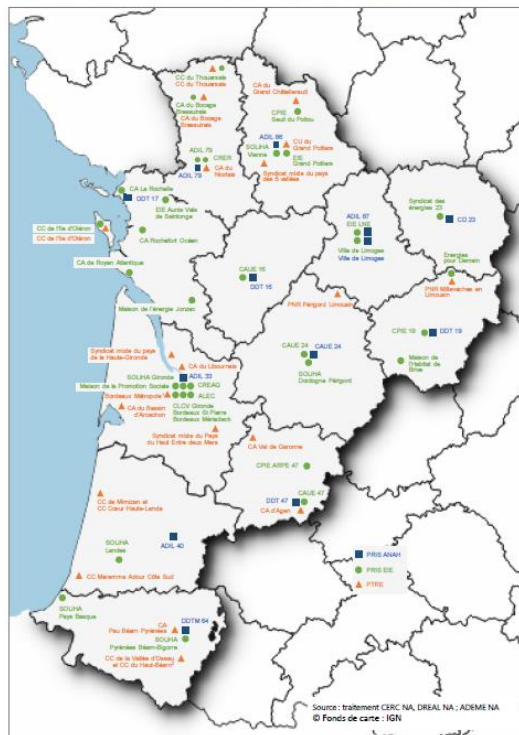 CC du Thouarsais
CC du Thouarsais
CA du Bocage
Bressuirais
CA du Bocage
Bressuirais
ADIL 79
CRER
ADIL 79
CA du
Niortais
CA du
Grand Châtellerault
CPIE
Seuil du Poitou
ADIL 86
SOLIHA
Vienne
CU du
Grand Poitiers
EIE
Grand Poitiers
Syndicat mixte du pays
des 6 vallées
CA La Rochelle
DDT 17
EIE Aunis Vals
de Saintonge
CC de l'Ile d'Oléron
CC de l'Ile d'Oléron
CA Rochefort Océan
CA de Royan Atlantique
Maison de l'énergie Jonzac
CAUE 16
DDT 16
ADIL 87
EIE LNE
Ville de Limoges
Ville de Limoges
Syndicat des
énergies 23
CD 23
Energies
pour Demain
PNR Millevaches en
Limousin
PNR Périgord Limousin
CPIE 19
DDT 19
Maison de
l'Habitat de
Brive
CAUE 24
CAUE 24
SOLIHA
Dordogne Périgord
Syndicat mixte du pays
de la Haute-Gironde
CA du Libournais
SOLIHA Gironde
ADIL 33
Maison de la Promotion Sociale
CREAQ
Bordeaux Métropole
ALEC
CA du Bassin
d'Arcachon
CLCV Gironde
Bordeaux St Pierre
Bordeaux Mériadeck
Syndicat mixte du Pays
du Haut Entre deux Mers
CA Val de Garonne
CPIE ARPE 47
DDT 47
CAUE 47
CA d'Agen
CC de Mimizan et
CC Cœur Haute-Lande
SOLIHA
Landes
ADIL 40
CC Maremne Adour Côte Sud
SOLIHA
Pays Basque
DDTM 64
CA
Pau Béarn Pyrénées
SOLIHA
Pyrénées Béarn-Bigorre
CC de la Vallée d'Ossau
et CC du Haut-Béarn
PRIS ANAH
PRIS EIE
PTRE
Source : traitement CERC NA, DREAL NA ; ADEME NA
© Fonds de carte : IGN